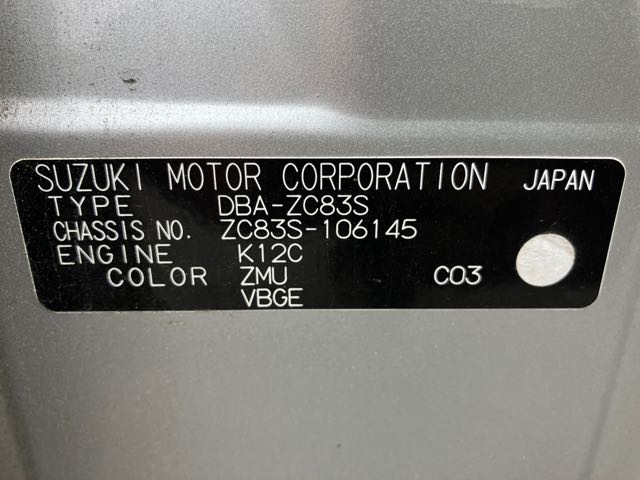 SUZUKI MOTOR CORPORATION JAPAN
TYPE DBA-ZC83S
CHASSIS NO. ZC83S-106145
ENGINE K12C
COLOR ZMU C03
VBGE